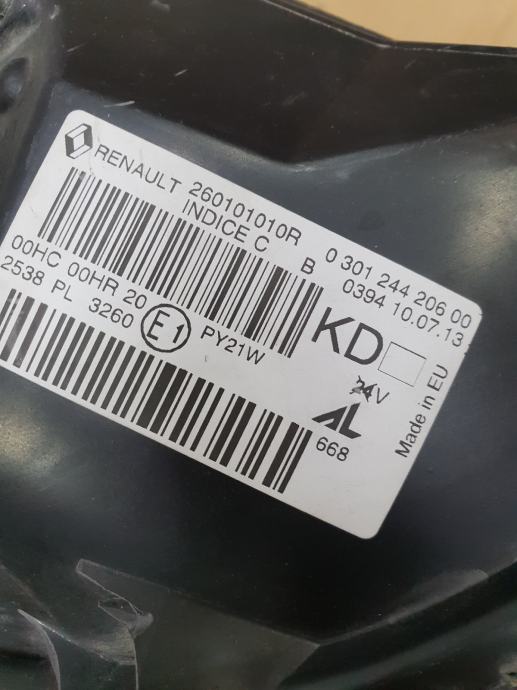 RENAULT 260101010R 0 301 244 206 00
INDICE C B 0394 10.07.13
00HC 00HR 20
2538 PL 3260 E1 PY21W
KD
24V
AL
668
Made in EU